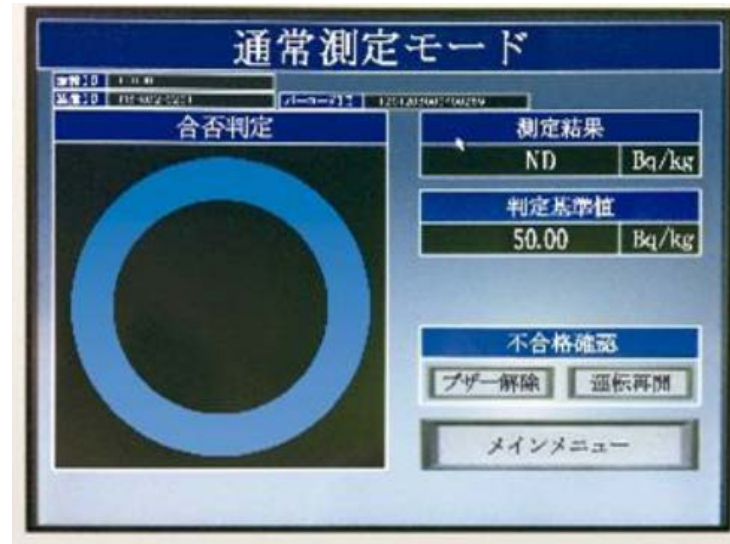 通常測定モード
合否判定
測定結果
ND Bq/kg
判定基準値
50.00 Bq/kg
不合格確認
ブザー解除 運転再開
メインメニュー